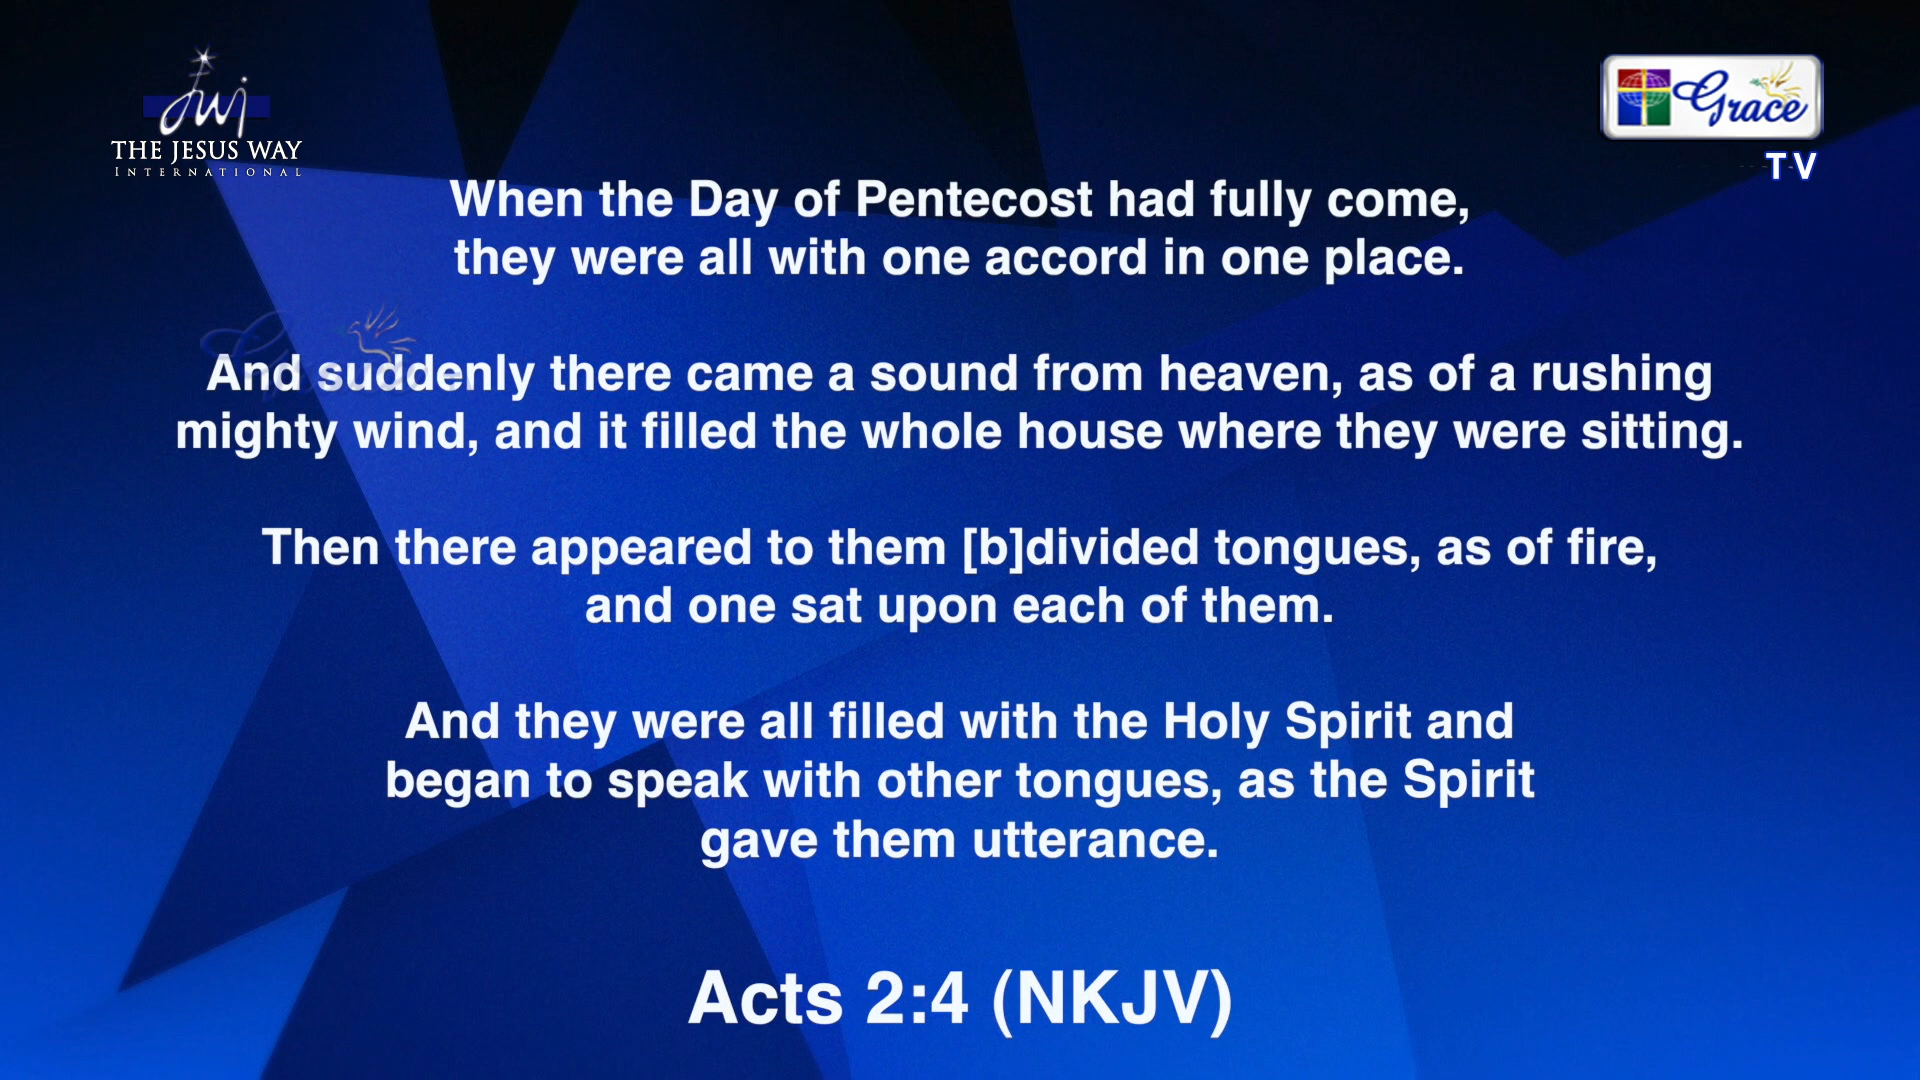 THE JESUS WAY
INTERNATIONAL
Grace
TV
When the Day of Pentecost had fully come,
they were all with one accord in one place.
And suddenly there came a sound from heaven, as of a rushing
mighty wind, and it filled the whole house where they were sitting.
Then there appeared to them [b]divided tongues, as of fire,
and one sat upon each of them.
And they were all filled with the Holy Spirit and
began to speak with other tongues, as the Spirit
gave them utterance.
Acts 2:4 (NKJV)